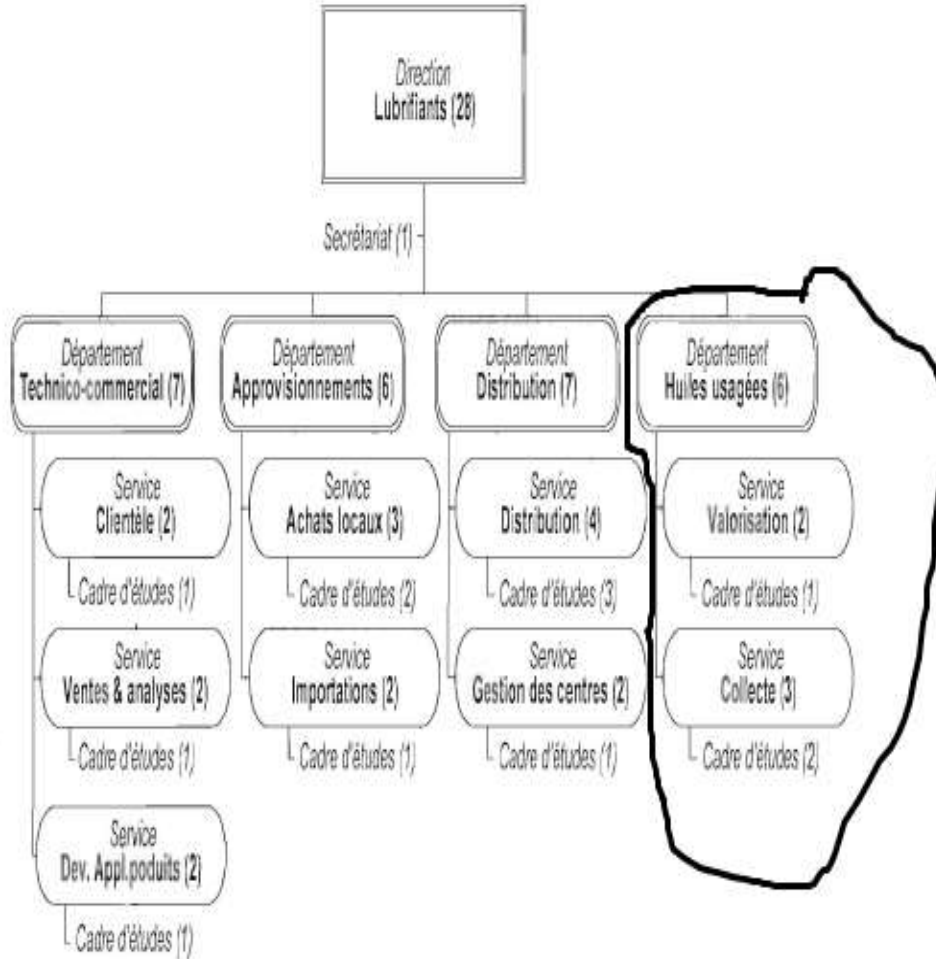 Direction
Lubrifiants (28)
Secrétariat (1)
Département
Technico-commercial (7)
Service
Clientèle (2)
Cadre d'études (1)
Service
Ventes & analyses (2)
Cadre d'études (1)
Service
Dev. Appl.poduits (2)
Cadre d'études (1)
Département
Approvisionnements (6)
Service
Achats locaux (3)
Cadre d'études (2)
Service
Importations (2)
Cadre d'études (1)
Département
Distribution (7)
Service
Distribution (4)
Cadre d'études (3)
Service
Gestion des centres (2)
Cadre d'études (1)
Département
Huiles usagées (6)
Service
Valorisation (2)
Cadre d'études (1)
Service
Collecte (3)
Cadre d'études (2)